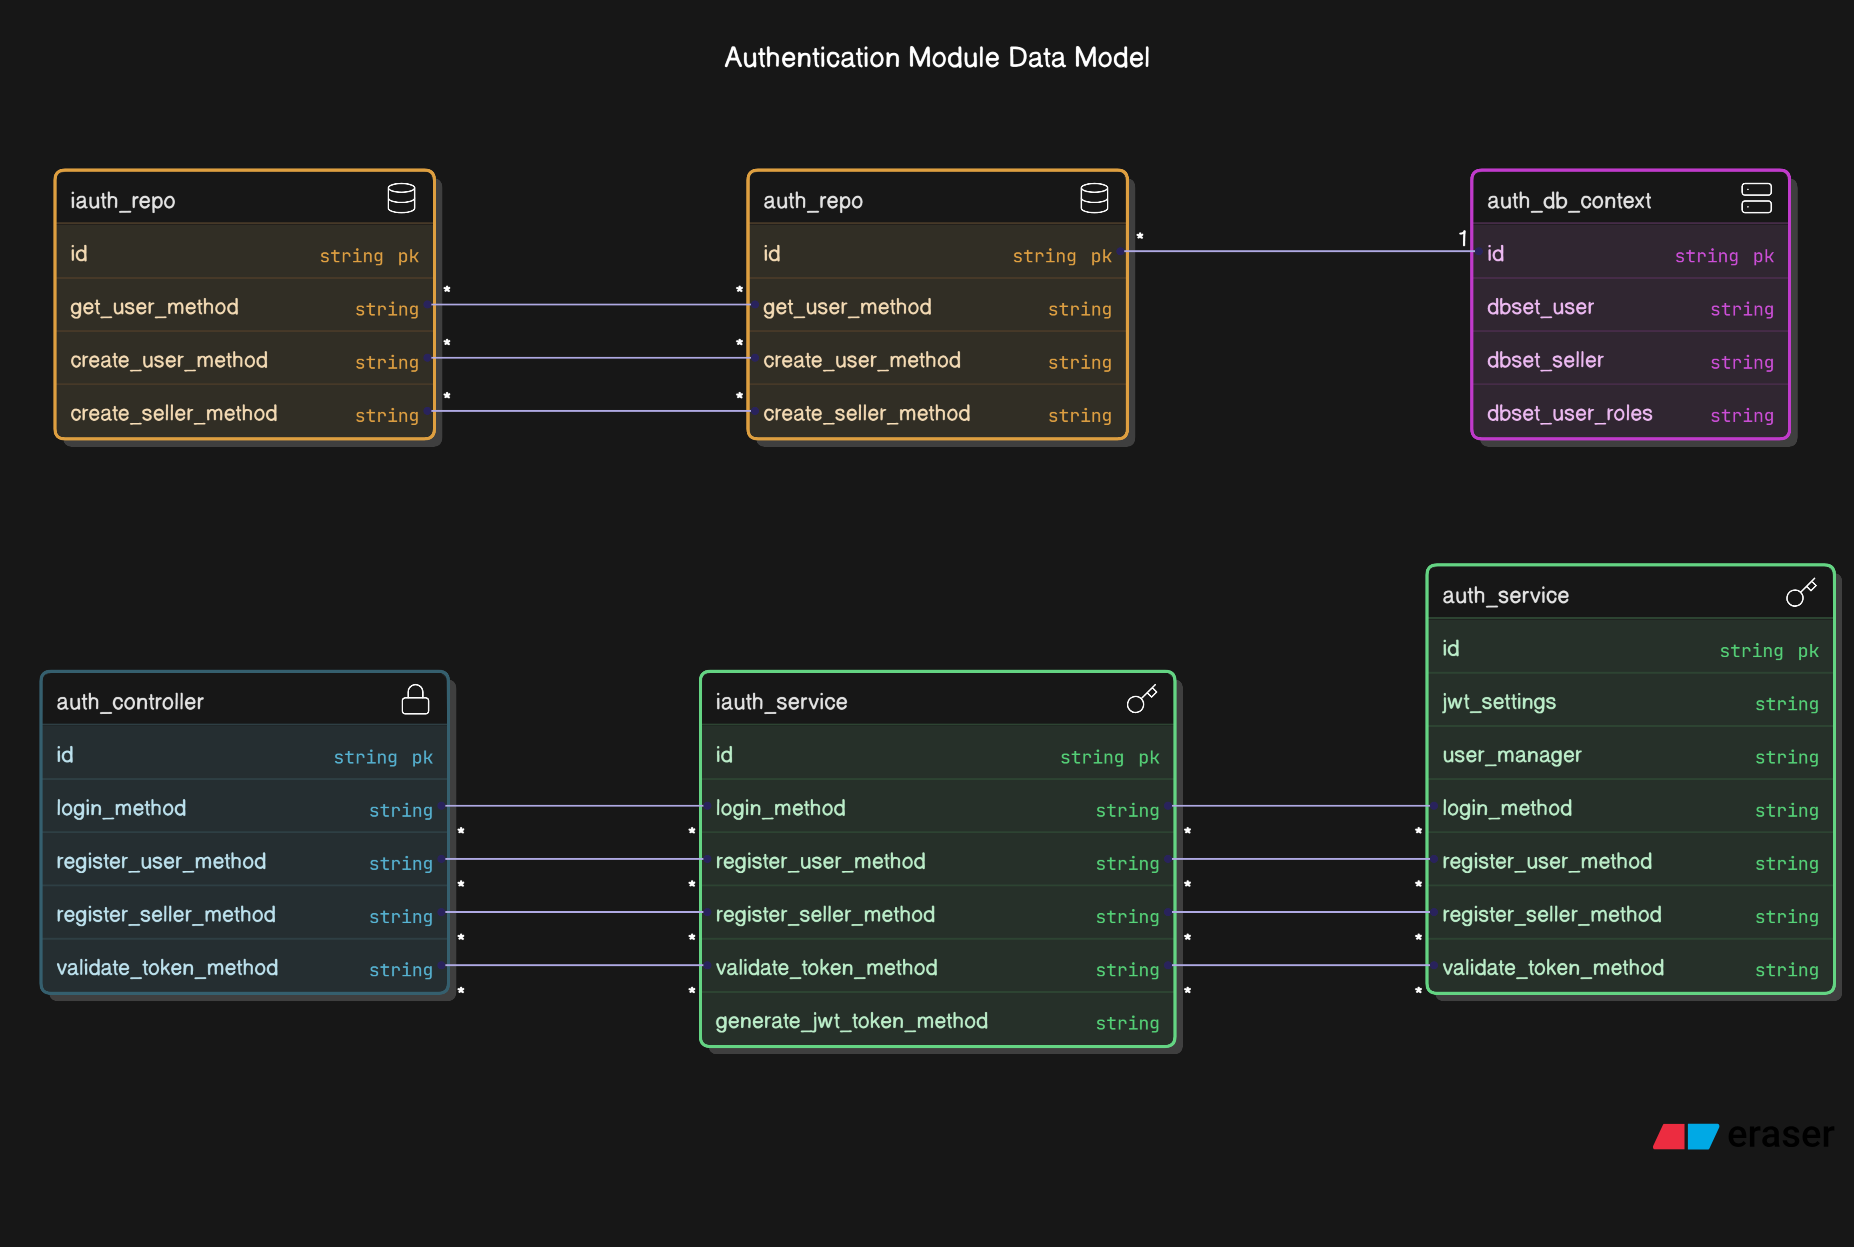 Authentication Module Data Model
iauth_repo
id string pk
get_user_method string
create_user_method string
create_seller_method string
* *
* *
* *
auth_repo
id string pk
get_user_method string
create_user_method string
create_seller_method string
* 1
auth_db_context
id string pk
dbset_user string
dbset_seller string
dbset_user_roles string
auth_controller
id string pk
login_method string
register_user_method string
register_seller_method string
validate_token_method string
* *
* *
* *
* *
iauth_service
id string pk
login_method string
register_user_method string
register_seller_method string
validate_token_method string
generate_jwt_token_method string
* *
* *
* *
* *
auth_service
id string pk
jwt_settings string
user_manager string
login_method string
register_user_method string
register_seller_method string
validate_token_method string
eraser